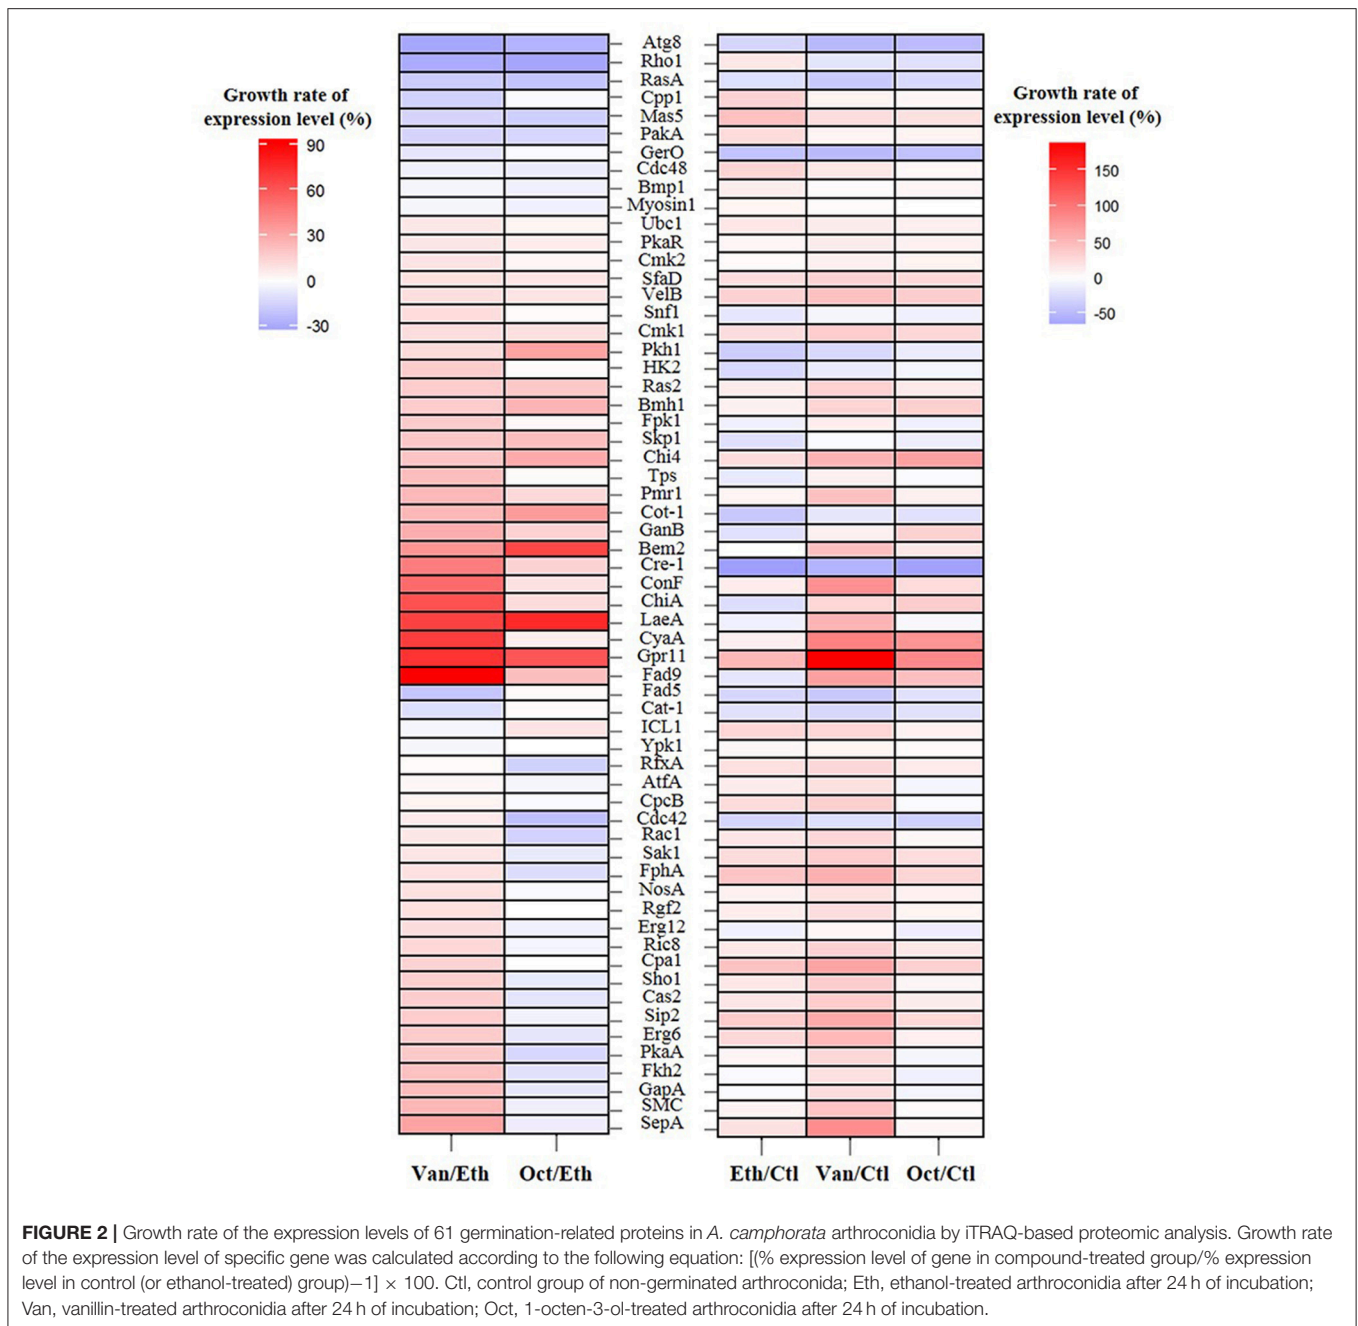 Growth rate of
expression level (%)
90
60
30
0
-30
Atg8
Rho1
RasA
Cpp1
Mas5
PakA
GerO
Cdc48
Bmp1
Myosin1
Ubc1
PkaR
Cmk2
SfaD
VelB
Snf1
Cmk1
Pkh1
HK2
Ras2
Bmh1
Fpk1
Skp1
Chi4
Tps
Pmr1
Cot-1
GanB
Bem2
Cre-1
ConF
ChiA
LaeA
CyaA
Gpr11
Fad9
Fad5
Cat-1
ICL1
Ypk1
RfxA
AtfA
CpcB
Cdc42
Rac1
Sak1
FphA
NosA
Rgf2
Erg12
Ric8
Cpa1
Sho1
Cas2
Sip2
Erg6
PkaA
Fkh2
GapA
SMC
SepA
Growth rate of
expression level (%)
150
100
50
0
-50
Van/Eth Oct/Eth Eth/Ctl Van/Ctl Oct/Ctl
FIGURE 2 | Growth rate of the expression levels of 61 germination-related proteins in A. camphorata arthroconidia by iTRAQ-based proteomic analysis. Growth rate
of the expression level of specific gene was calculated according to the following equation: [(% expression level of gene in compound-treated group/% expression
level in control (or ethanol-treated) group)−1] × 100. Ctl, control group of non-germinated arthroconida; Eth, ethanol-treated arthroconidia after 24 h of incubation;
Van, vanillin-treated arthroconidia after 24 h of incubation; Oct, 1-octen-3-ol-treated arthroconidia after 24 h of incubation.